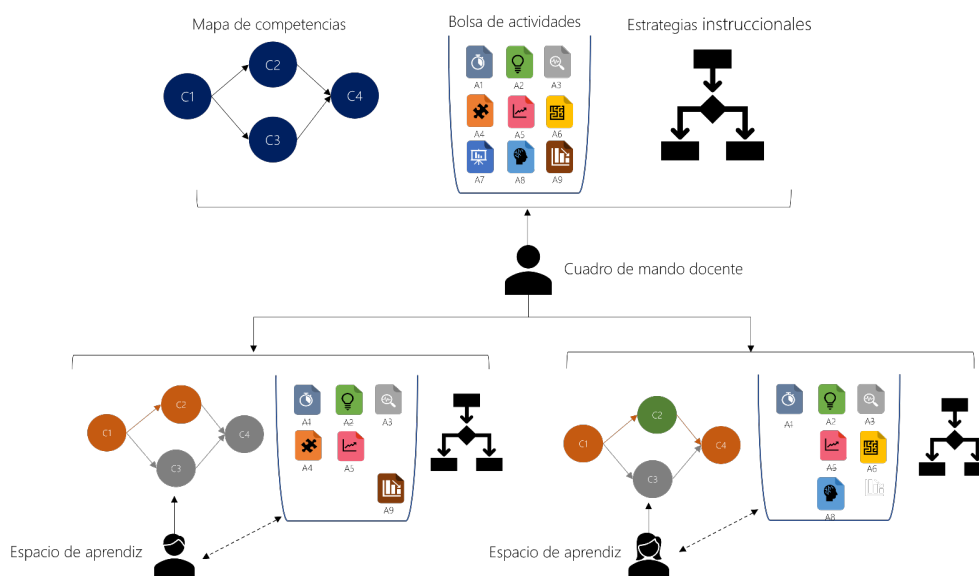 Mapa de competencias
Bolsa de actividades
Estrategias instruccionales
C1
C2
C3
C4
A1
A2
A3
A4
A5
A6
A7
A8
A9
Cuadro de mando docente
C1
C2
C3
C4
A1
A2
A3
A4
A5
A9
Espacio de aprendiz
C1
C2
C3
C4
A1
A2
A3
A5
A6
A8
Espacio de aprendiz